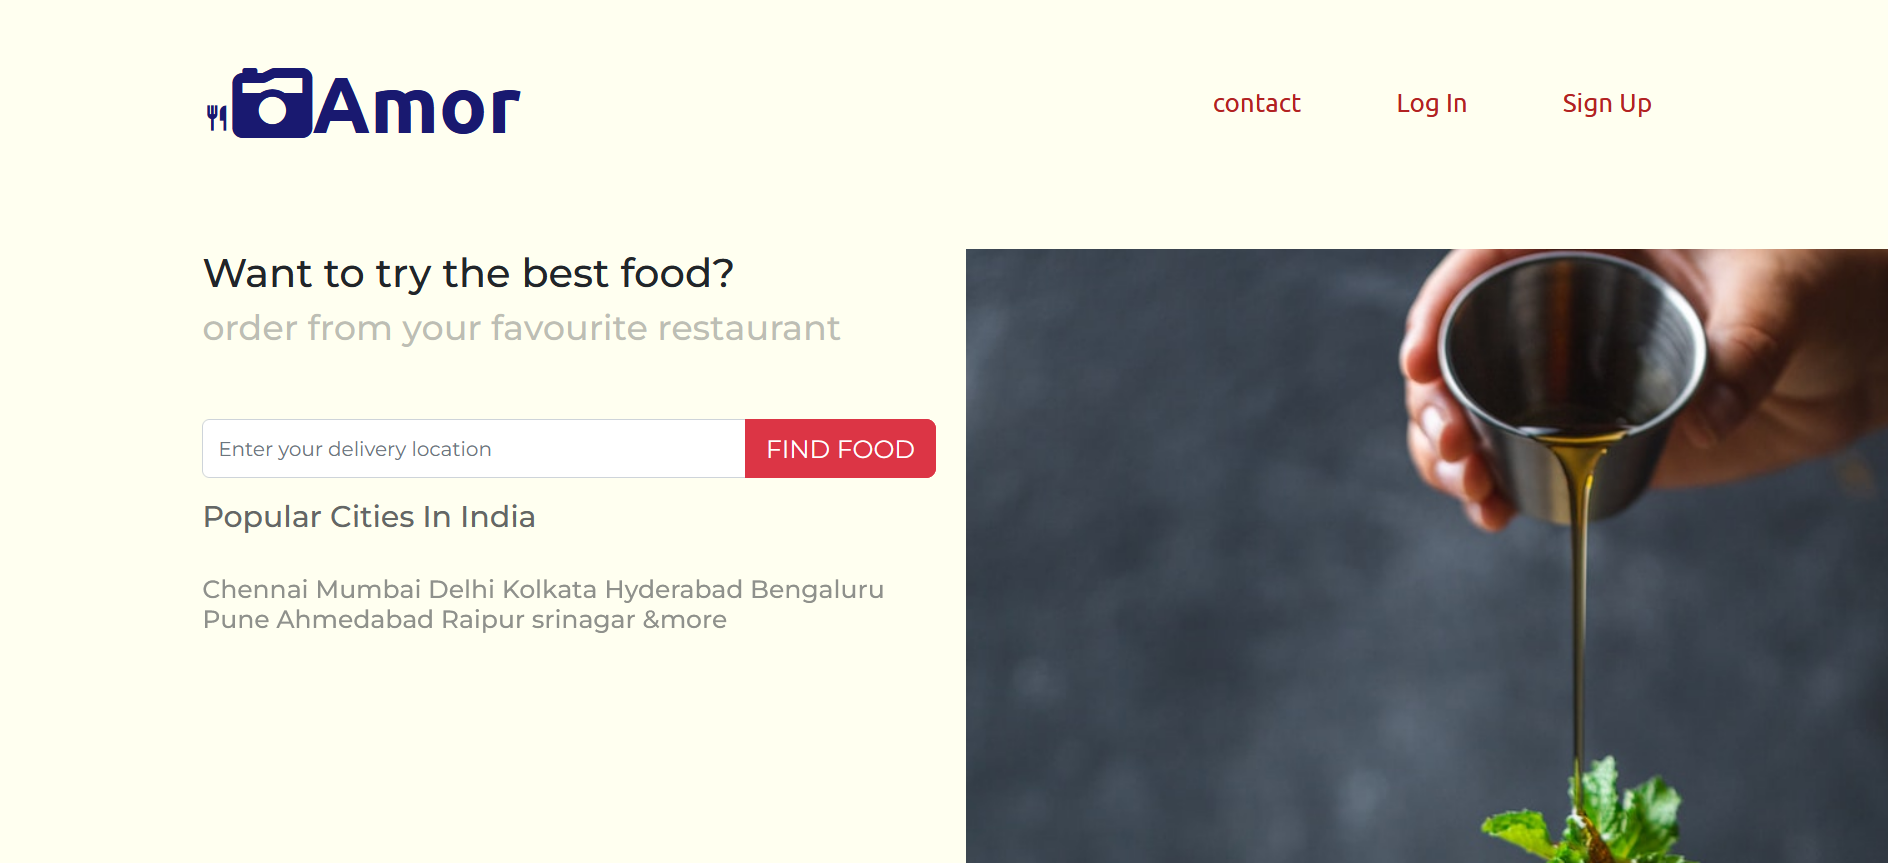 Amor
contact
Log In
Sign Up
Want to try the best food?
order from your favourite restaurant
Enter your delivery location
FIND FOOD
Popular Cities In India
Chennai Mumbai Delhi Kolkata Hyderabad Bengaluru
Pune Ahmedabad Raipur srinagar &more